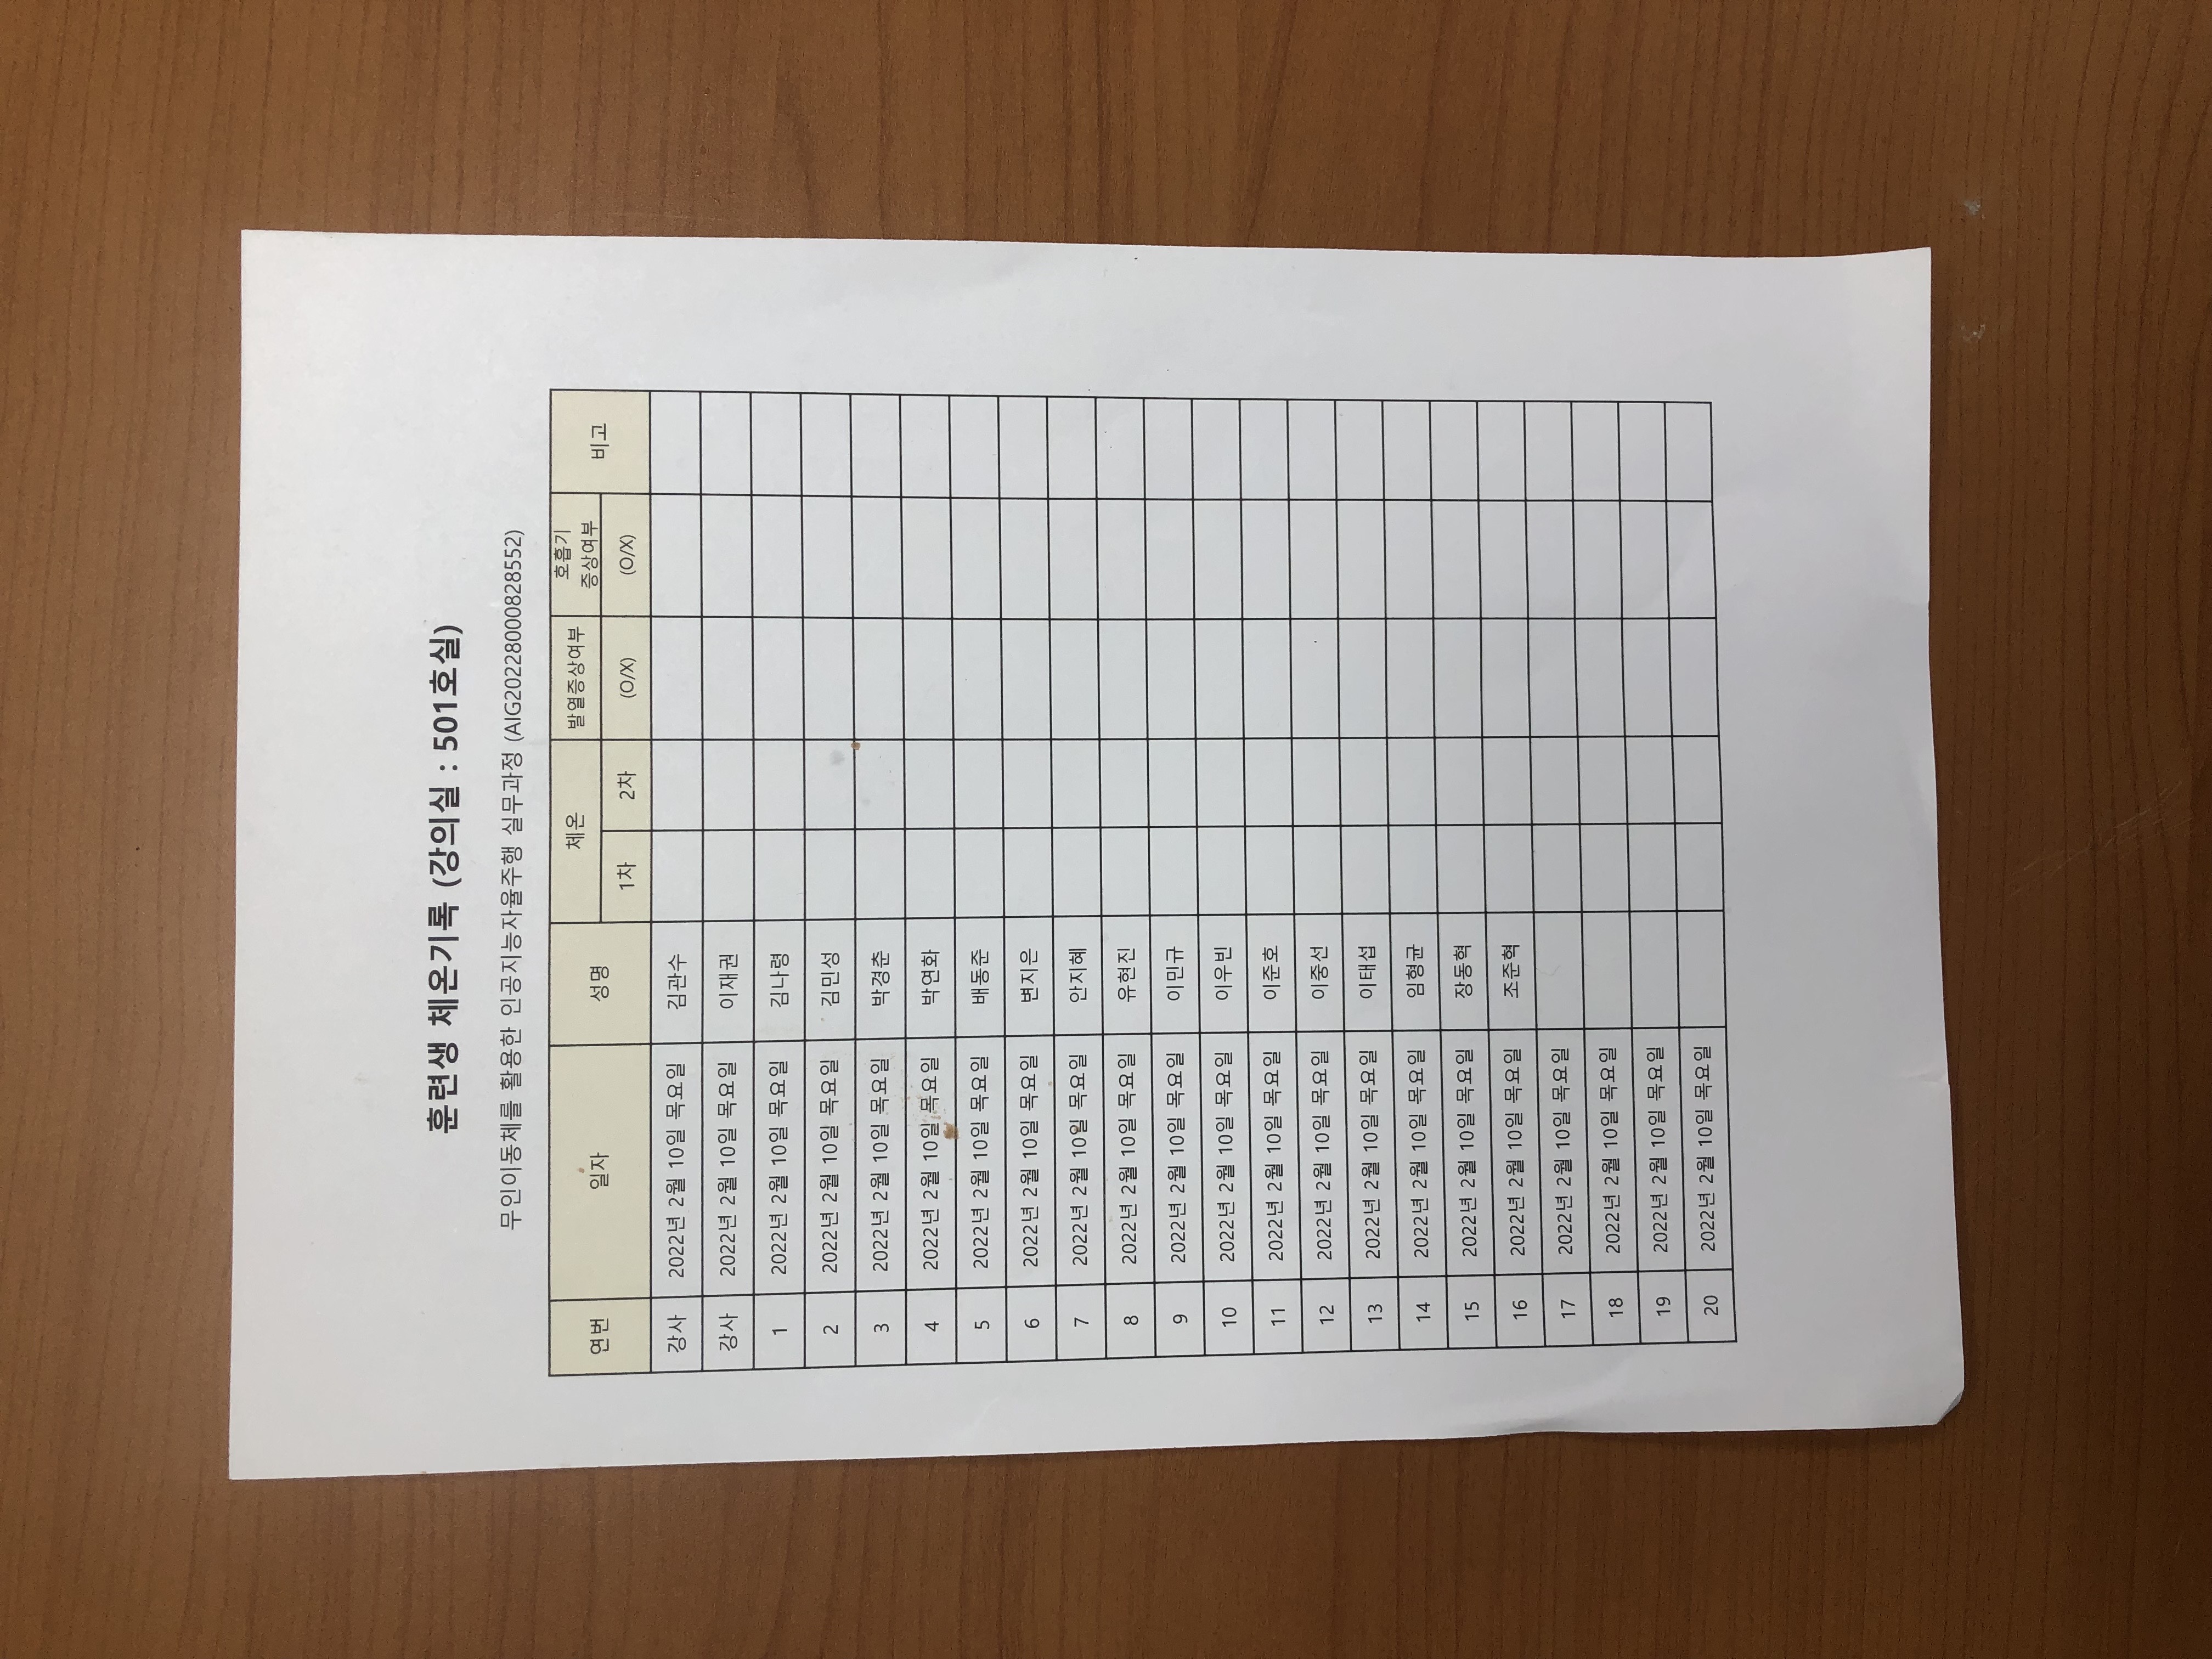 훈련생 체온기록 (강의실 : 501호실)
무인이동체를 활용한 인공지능자율주행 실무과정 (AIG20228000828552)
연번 일자 성명 체온 발열증상여부 호흡기 증상여부 비고
1차 2차 (O/X) (O/X)
강사 2022년 2월 10일 목요일 김관수
강사 2022년 2월 10일 목요일 이재권
1 2022년 2월 10일 목요일 김나령
2 2022년 2월 10일 목요일 김민성
3 2022년 2월 10일 목요일 박경춘
4 2022년 2월 10일 목요일 박연화
5 2022년 2월 10일 목요일 배동준
6 2022년 2월 10일 목요일 변지은
7 2022년 2월 10일 목요일 안지혜
8 2022년 2월 10일 목요일 유현진
9 2022년 2월 10일 목요일 이민규
10 2022년 2월 10일 목요일 이우빈
11 2022년 2월 10일 목요일 이준호
12 2022년 2월 10일 목요일 이중선
13 2022년 2월 10일 목요일 이태섭
14 2022년 2월 10일 목요일 임형균
15 2022년 2월 10일 목요일 장동혁
16 2022년 2월 10일 목요일 조준혁
17 2022년 2월 10일 목요일
18 2022년 2월 10일 목요일
19 2022년 2월 10일 목요일
20 2022년 2월 10일 목요일